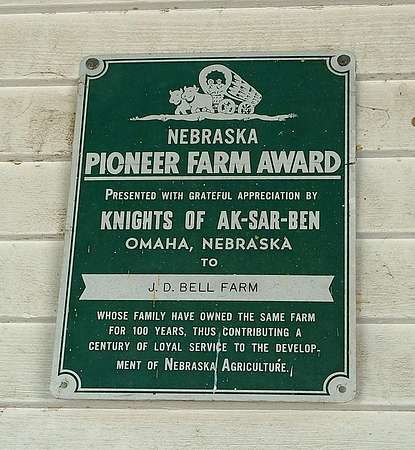 NEBRASKA
PIONEER FARM AWARD
PRESENTED WITH GRATEFUL APPRECIATION BY
KNIGHTS OF AK-SAR-BEN
OMAHA, NEBRASKA
TO
J. D. BELL FARM
WHOSE FAMILY HAVE OWNED THE SAME FARM
FOR 100 YEARS, THUS CONTRIBUTING A
CENTURY OF LOYAL SERVICE TO THE DEVELOP-
MENT OF NEBRASKA AGRICULTURE.